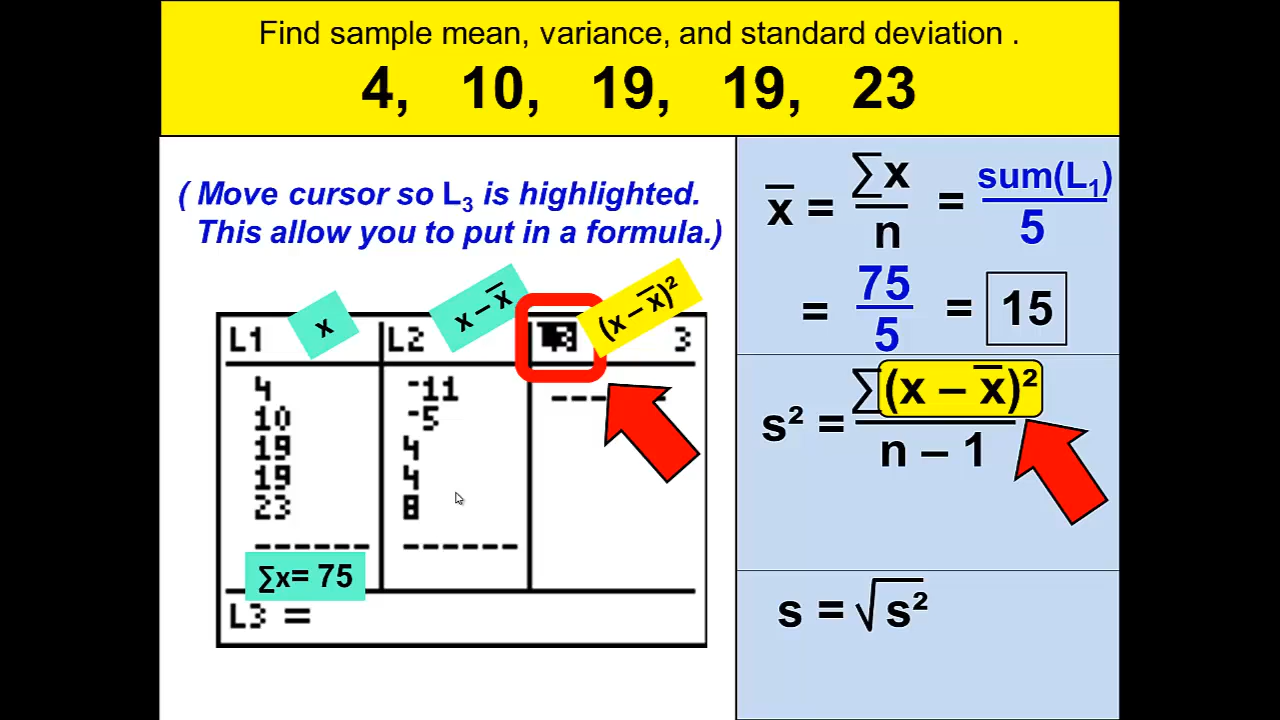 Find sample mean, variance, and standard deviation .
4, 10, 19, 19, 23
( Move cursor so L₃ is highlighted.
This allow you to put in a formula.)
x
x – x̅
(x – x̅)²
L1 L2 3
4 -11 ------
10 -5
19 4
19 4
23 8
------ ------
∑x= 75
L3 =
x̅ = ∑x / n = sum(L₁) / 5
= 75 / 5 = 15
s² = ∑(x – x̅)² / n – 1
s = √s²